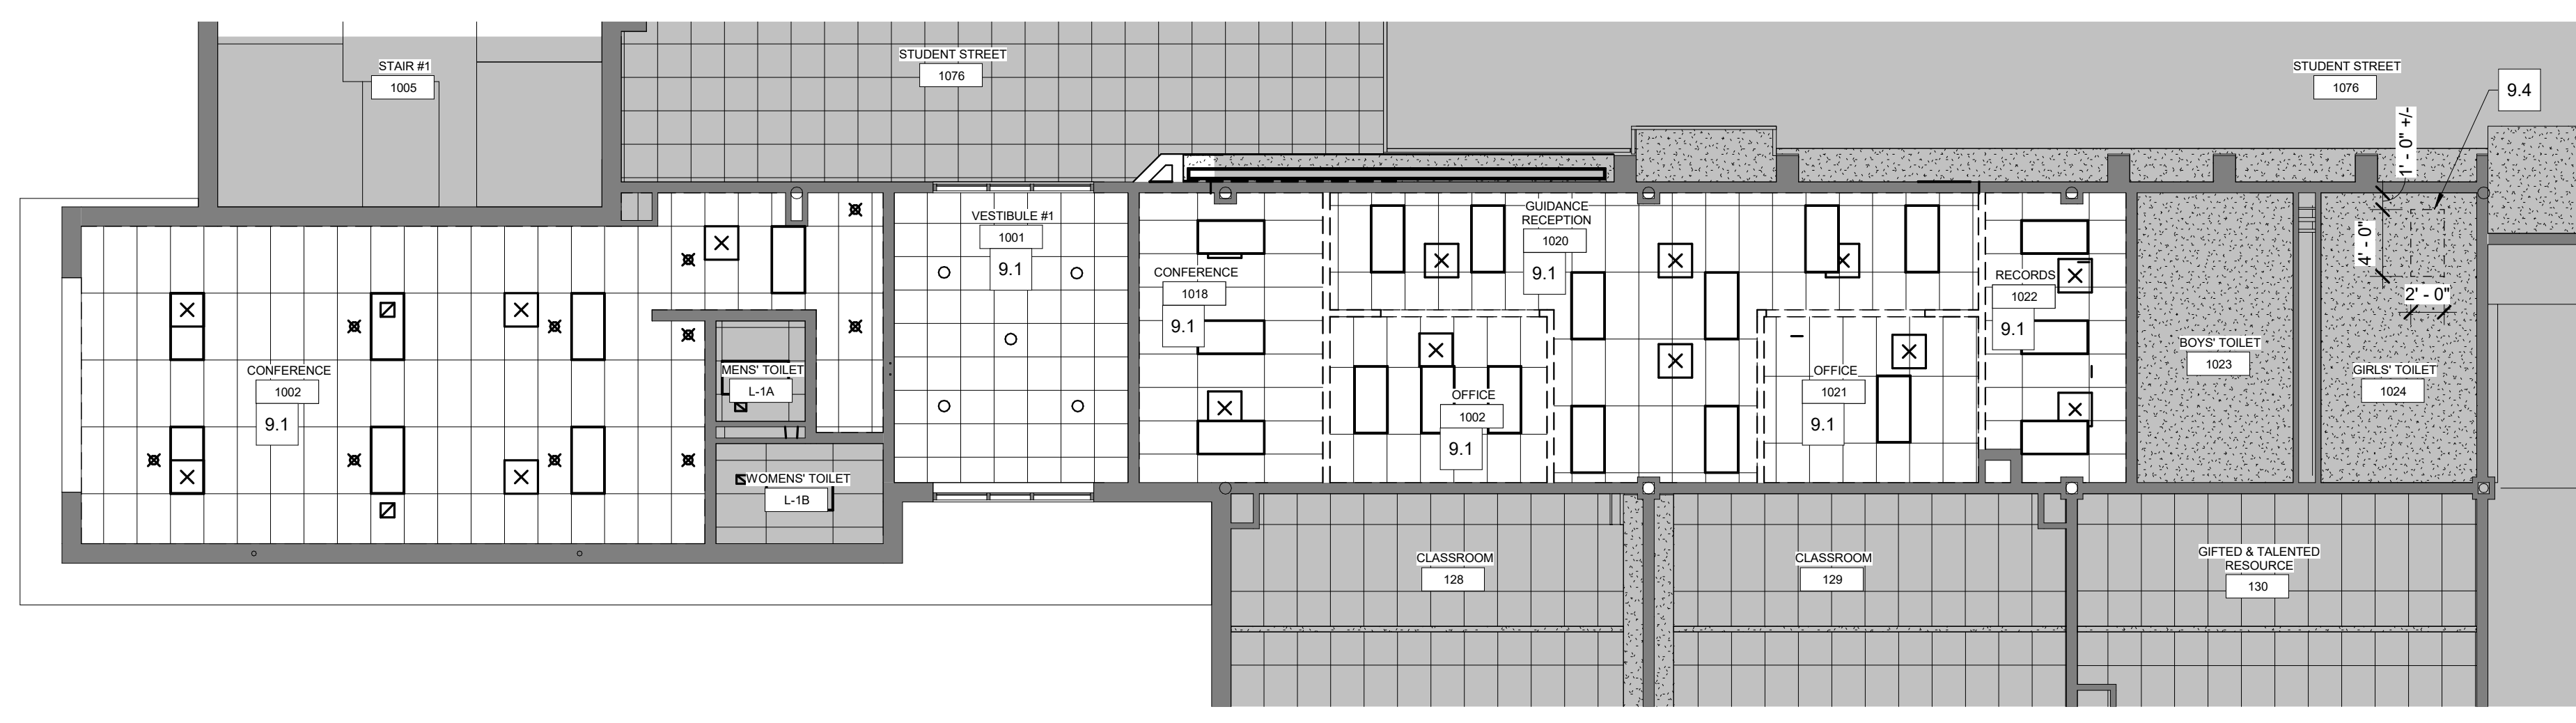 STAIR #1
1005
STUDENT STREET
1076
STUDENT STREET
1076
9.4
1' - 0" +/-
4' - 0"
2' - 0"
VESTIBULE #1
1001
9.1
GUIDANCE
RECEPTION
1020
9.1
CONFERENCE
1018
9.1
RECORDS
1022
9.1
BOYS' TOILET
1023
GIRLS' TOILET
1024
CONFERENCE
1002
9.1
MENS' TOILET
L-1A
OFFICE
1002
9.1
OFFICE
1021
9.1
WOMENS' TOILET
L-1B
CLASSROOM
128
CLASSROOM
129
GIFTED & TALENTED
RESOURCE
130